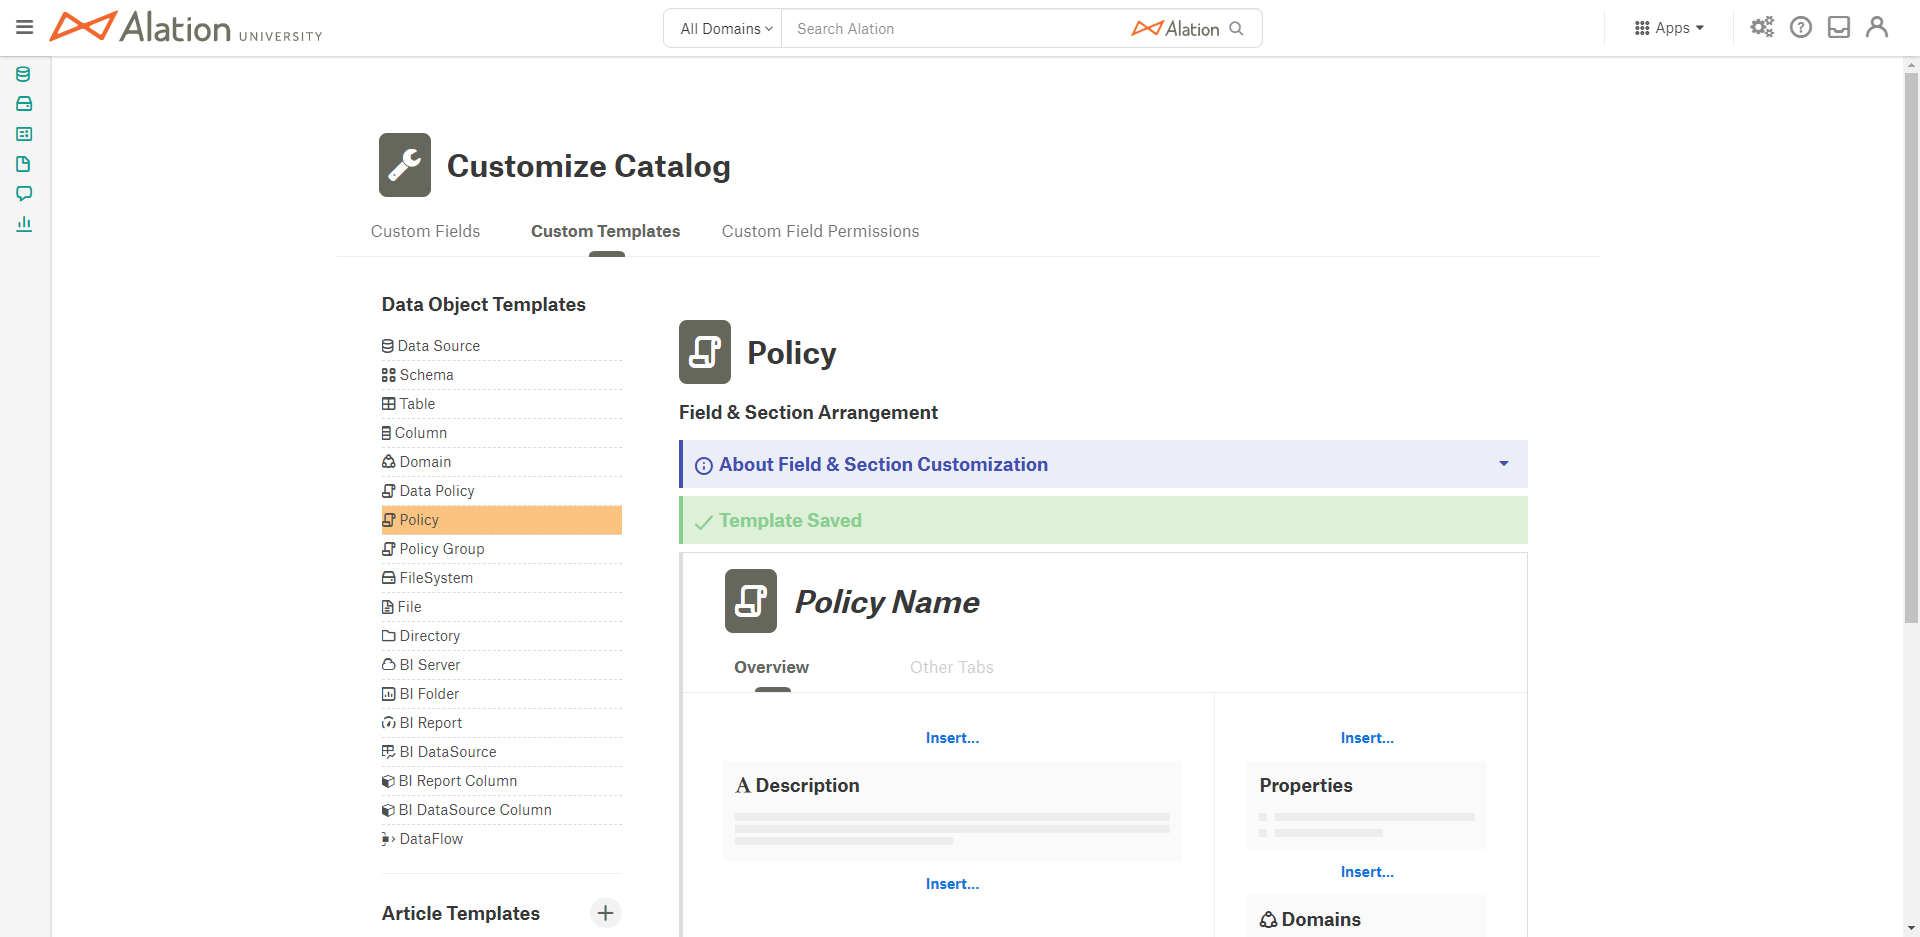 Alation UNIVERSITY
All Domains
Search Alation
Alation
Apps
Customize Catalog
Custom Fields
Custom Templates
Custom Field Permissions
Data Object Templates
Data Source
Schema
Table
Column
Domain
Data Policy
Policy
Policy Group
FileSystem
File
Directory
BI Server
BI Folder
BI Report
BI DataSource
BI Report Column
BI DataSource Column
DataFlow
Article Templates
Policy
Field & Section Arrangement
About Field & Section Customization
Template Saved
Policy Name
Overview
Other Tabs
Insert...
A Description
Insert...
Insert...
Properties
Insert...
Domains